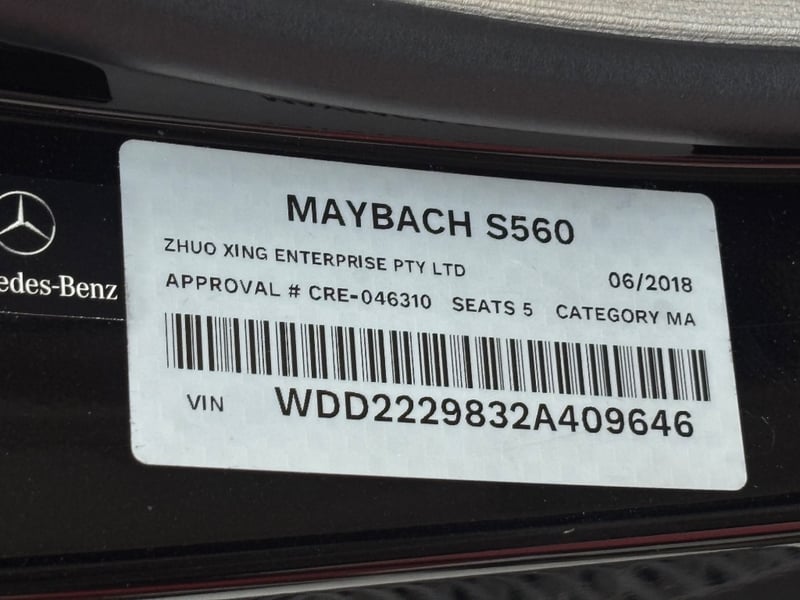 MAYBACH S560
ZHUO XING ENTERPRISE PTY LTD
06/2018
APPROVAL # CRE-046310 SEATS 5 CATEGORY MA
VIN WDD2229832A409646
edes-Benz